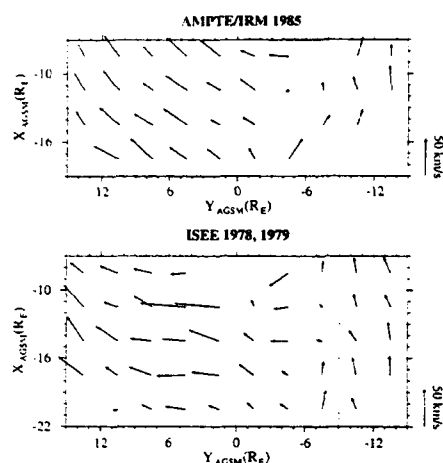 AMPTE/IRM 1985
X_AGSM(R_E)
-10
-16
12 6 0 -6 -12
Y_AGSM(R_E)
50 km/s
ISEE 1978, 1979
X_AGSM(R_E)
-10
-16
-22
12 6 0 -6 -12
Y_AGSM(R_E)
50 km/s